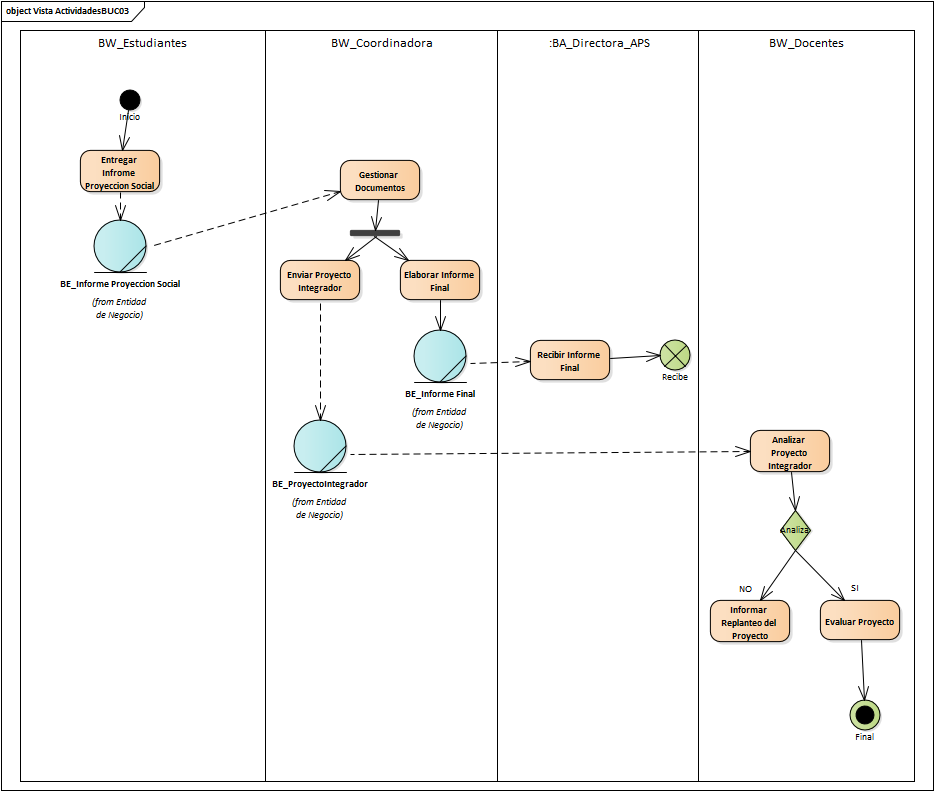 object Vista ActividadesBUC03
BW_Estudiantes
BW_Coordinadora
:BA_Directora_APS
BW_Docentes
Inicio
Entregar
Infrome
Proyeccion Social
BE_Informe Proyeccion Social
(from Entidad
de Negocio)
Gestionar
Documentos
Enviar Proyecto
Integrador
Elaborar Informe
Final
BE_Informe Final
(from Entidad
de Negocio)
Recibir Informe
Final
Recibe
BE_ProyectoIntegrador
(from Entidad
de Negocio)
Analizar
Proyecto
Integrador
Analiza
NO
SI
Informar
Replanteo del
Proyecto
Evaluar Proyecto
Final